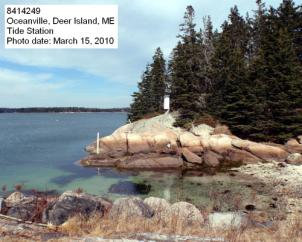 8414249
Oceanville, Deer Island, ME
Tide Station
Photo date: March 15, 2010